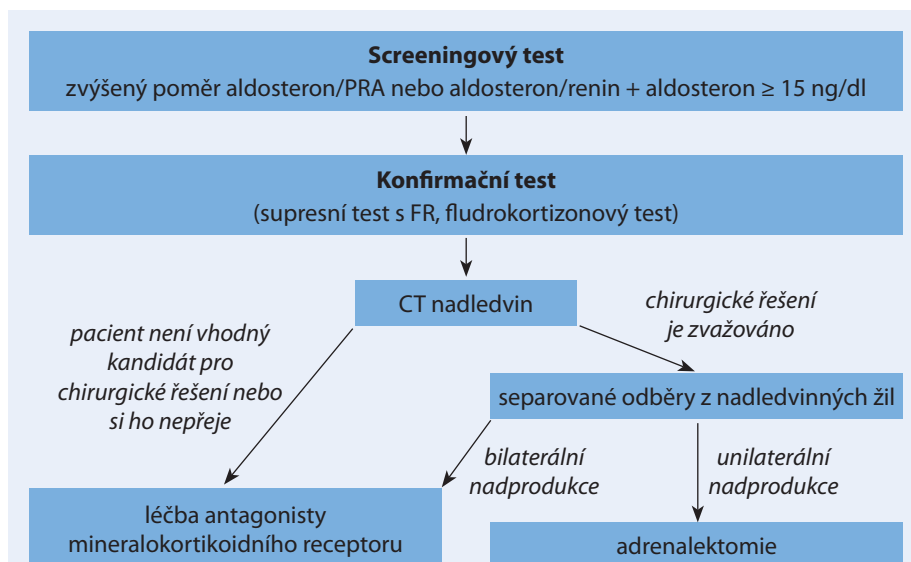 Screeningový test
zvýšený poměr aldosteron/PRA nebo aldosteron/renin + aldosteron ≥ 15 ng/dl
Konfirmační test
(supresní test s FR, fludrokortizonový test)
CT nadledvin
chirurgické řešení
je zvažováno
pacient není vhodný
kandidát pro
chirurgické řešení nebo
si ho nepřeje
separované odběry z nadledvinných žil
bilaterální
nadprodukce
unilaterální
nadprodukce
léčba antagonisty
mineralokortikoidního receptoru
adrenalektomie